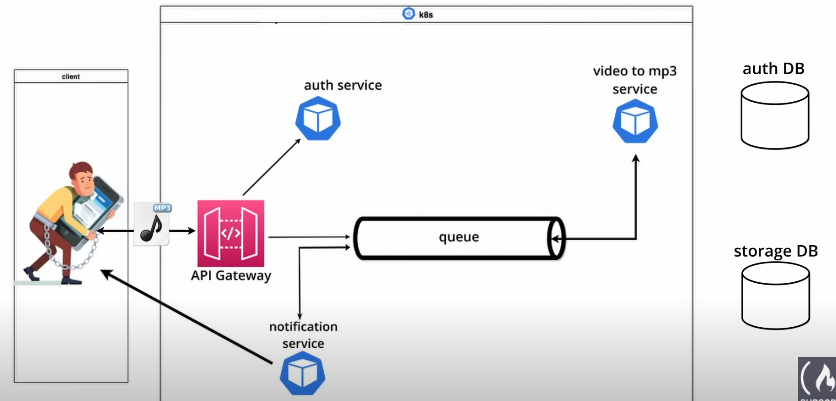 k8s
client
auth service
video to mp3
service
auth DB
MP3
</>
API Gateway
queue
storage DB
notification
service